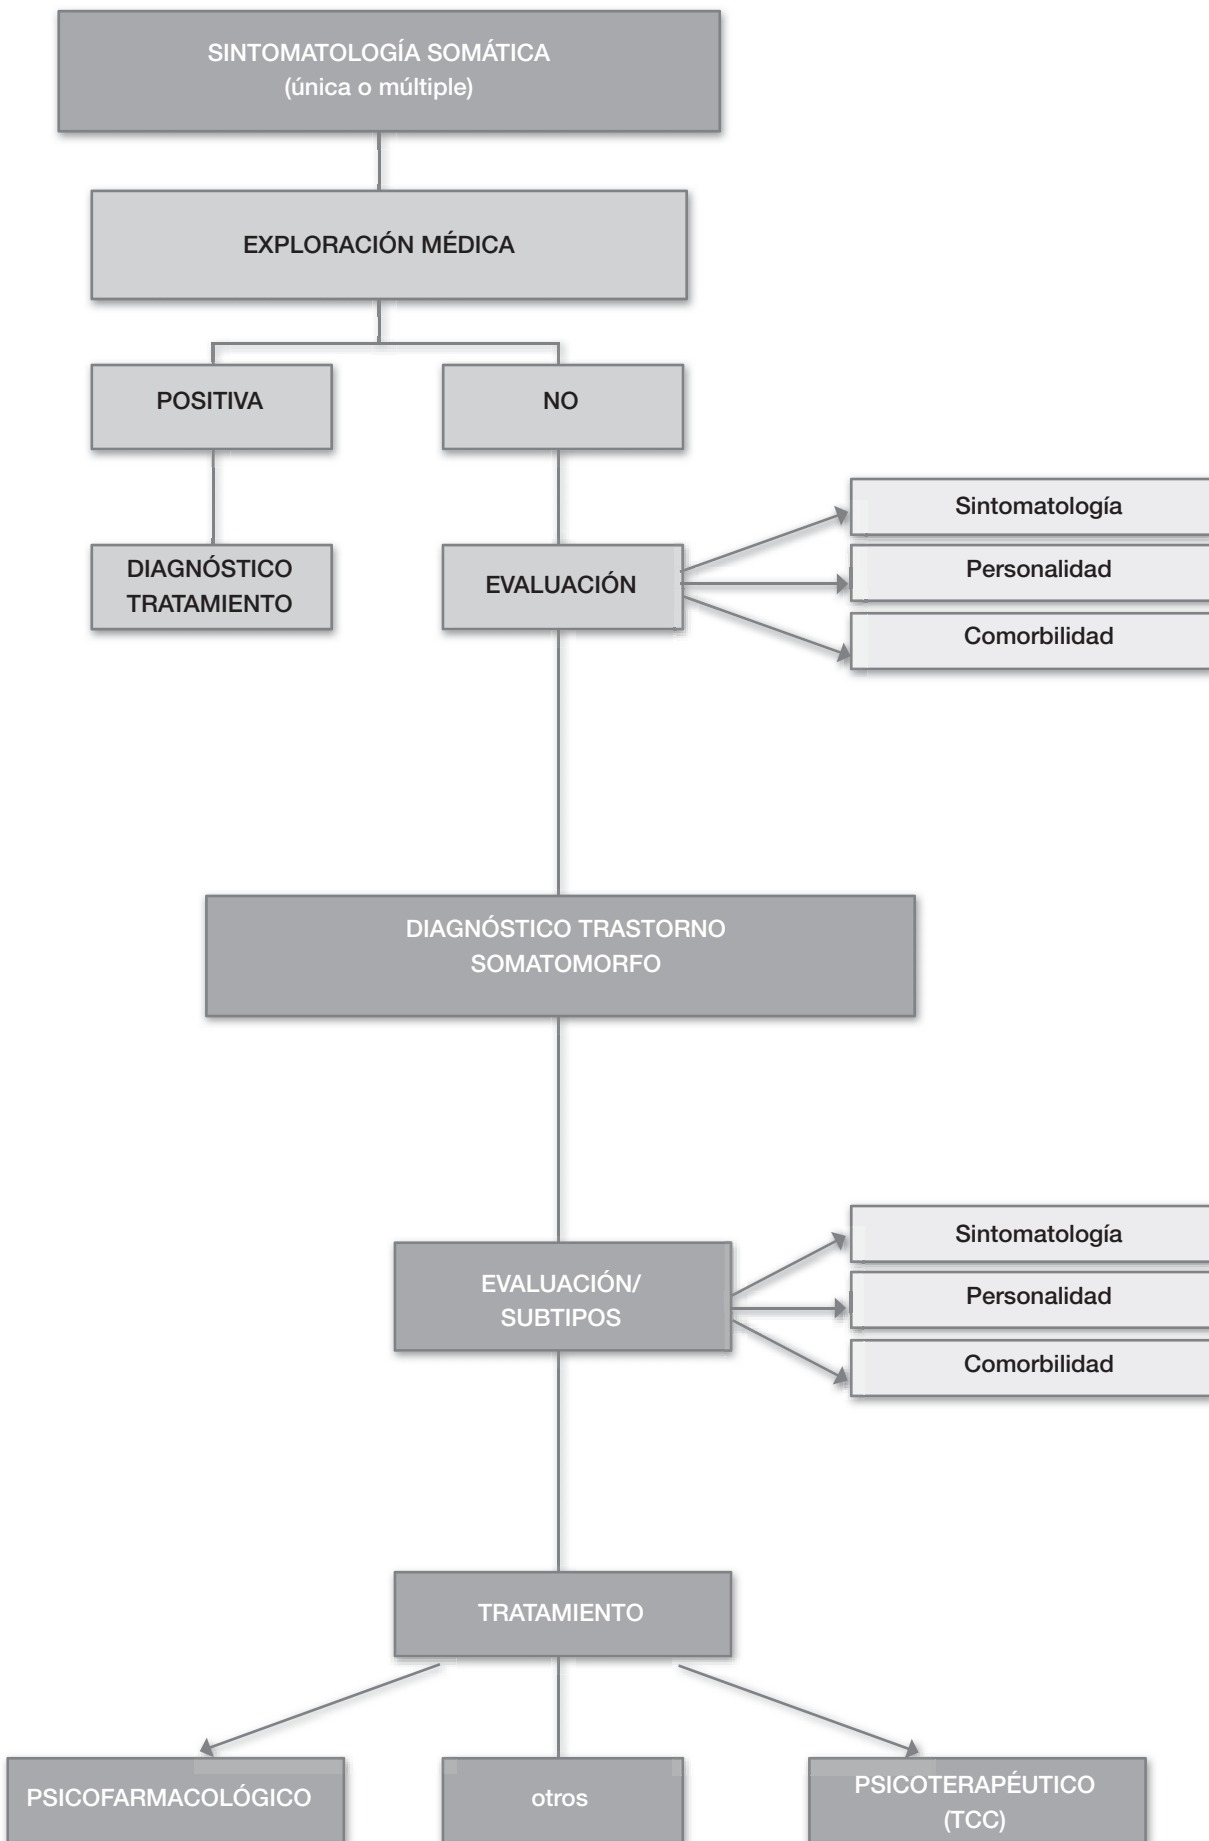 SINTOMATOLOGÍA SOMÁTICA
(única o múltiple)
EXPLORACIÓN MÉDICA
POSITIVA
NO
DIAGNÓSTICO
TRATAMIENTO
EVALUACIÓN
Sintomatología
Personalidad
Comorbilidad
DIAGNÓSTICO TRASTORNO
SOMATOMORFO
EVALUACIÓN/
SUBTIPOS
Sintomatología
Personalidad
Comorbilidad
TRATAMIENTO
PSICOFARMACOLÓGICO
otros
PSICOTERAPÉUTICO
(TCC)